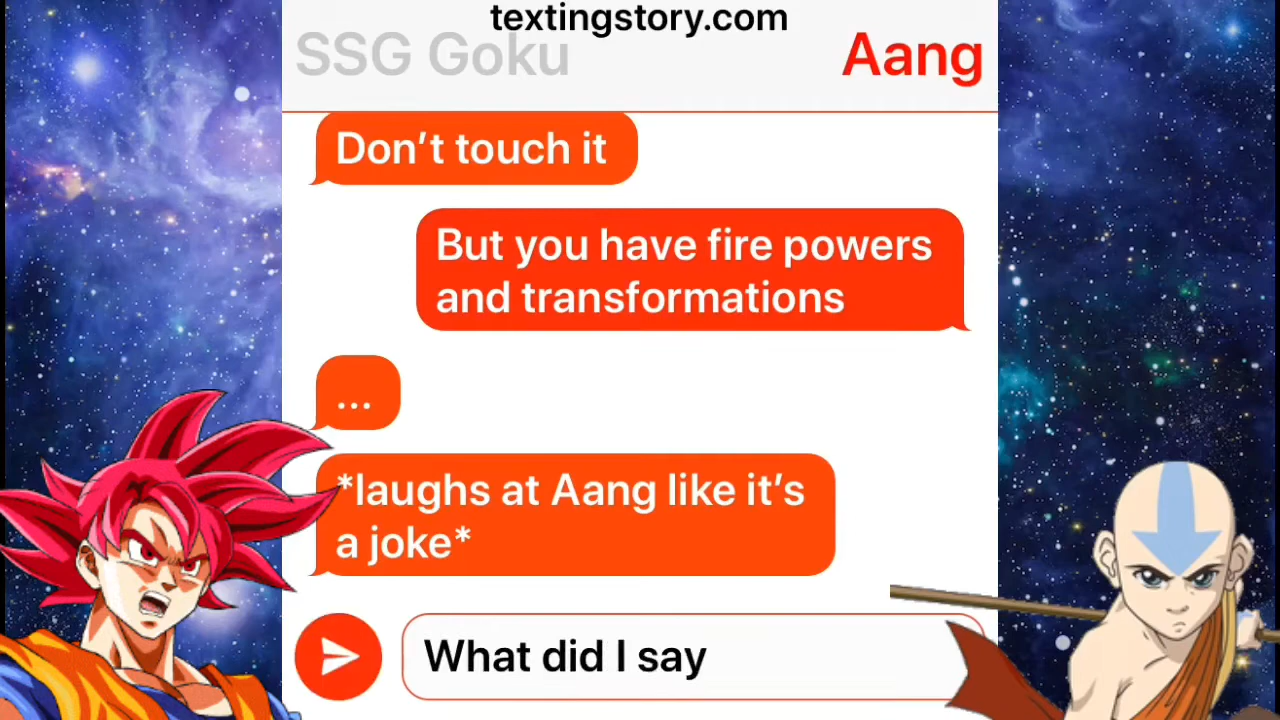 textingstory.com
SSG Goku
Aang
Don’t touch it
But you have fire powers
and transformations
...
*laughs at Aang like it’s
a joke*
What did I say